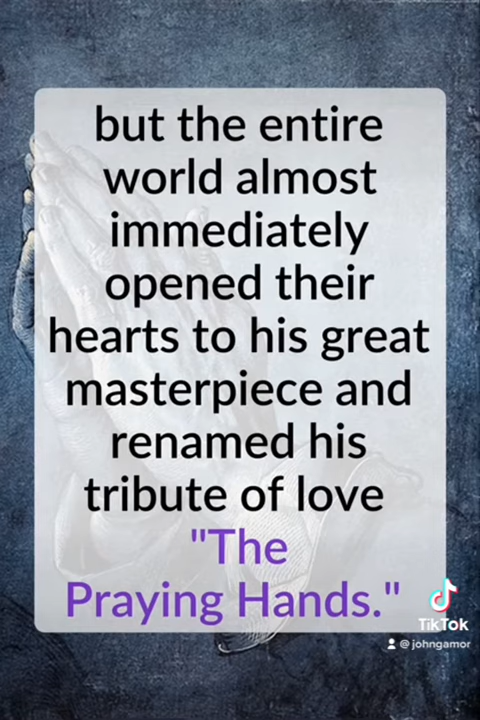 but the entire
world almost
immediately
opened their
hearts to his great
masterpiece and
renamed his
tribute of love
"The
Praying Hands."
TikTok
@johngamor